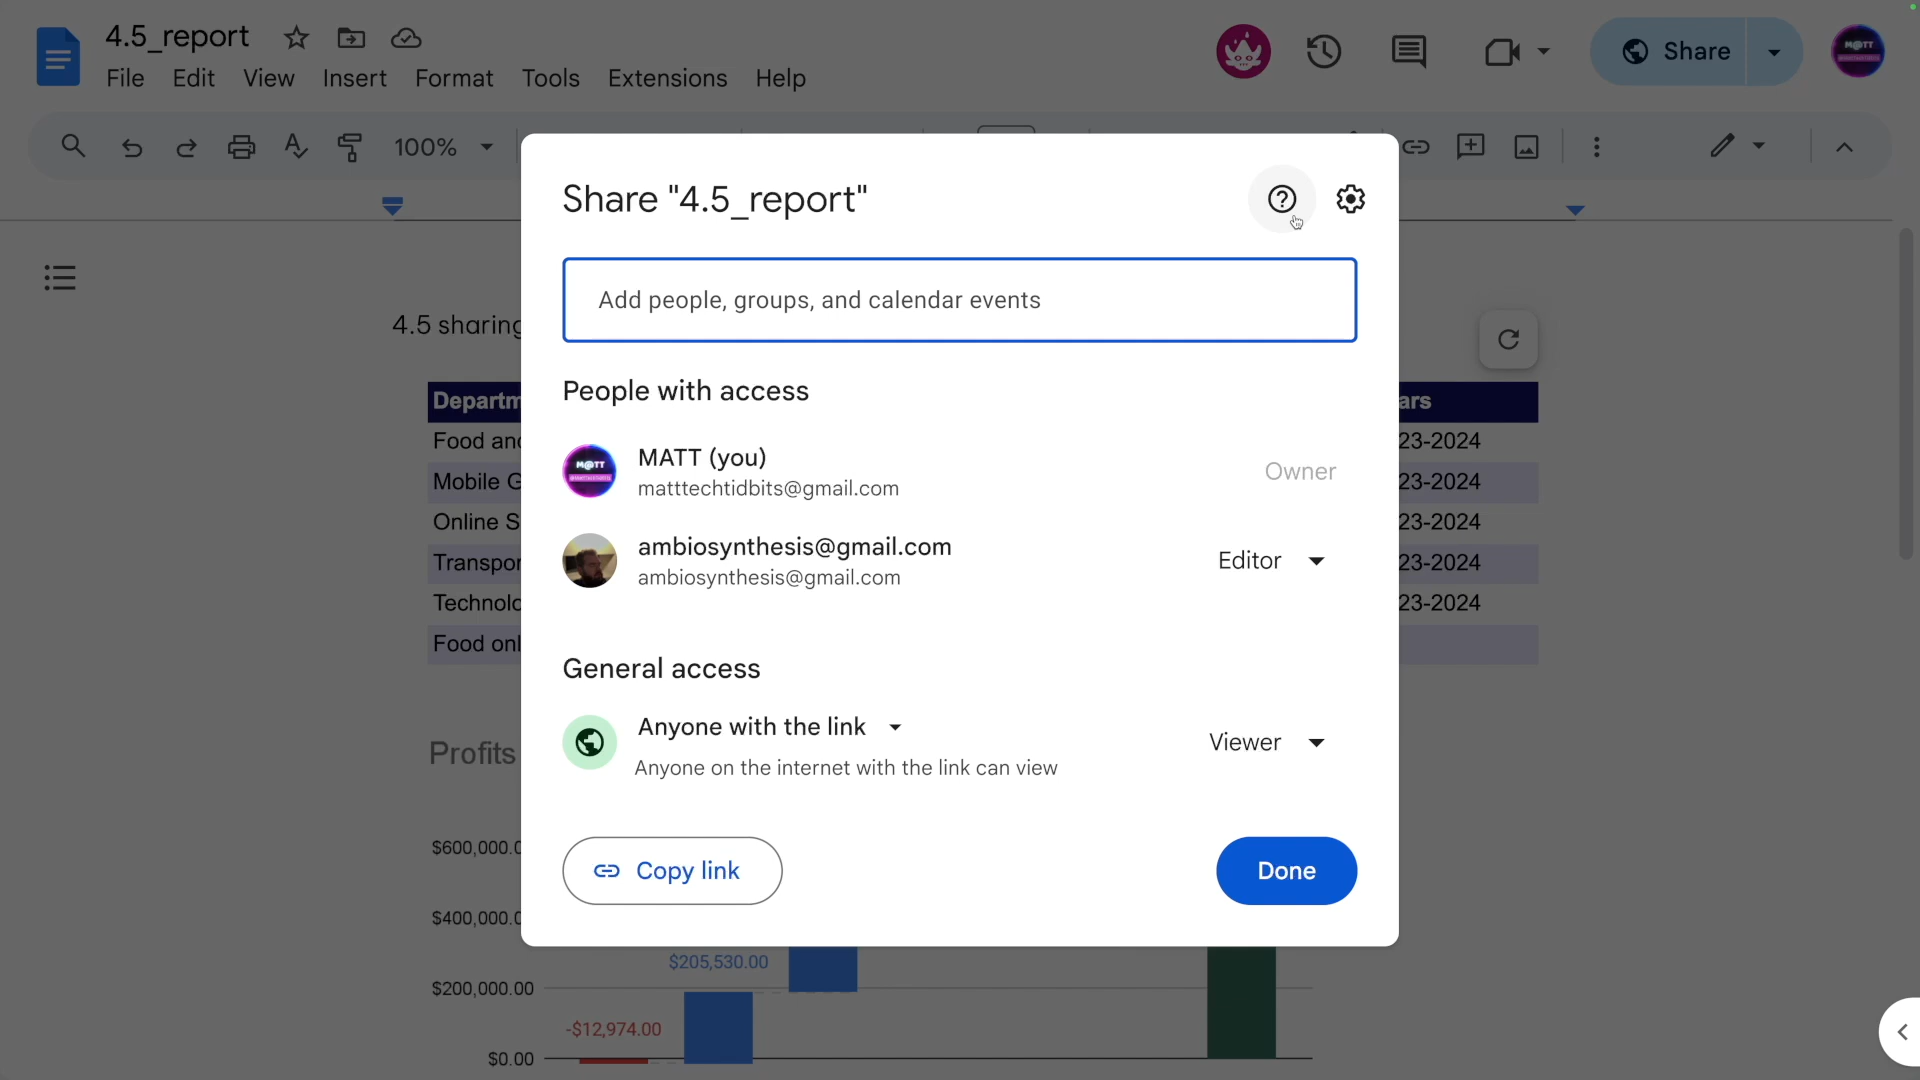 4.5_report
File Edit View Insert Format Tools Extensions Help
Share
M@TT
100%
Share "4.5_report"
Add people, groups, and calendar events
People with access
M@TT
MATT (you)
matttechtidbits@gmail.com
Owner
ambiosynthesis@gmail.com
ambiosynthesis@gmail.com
Editor
General access
Anyone with the link
Anyone on the internet with the link can view
Viewer
Copy link
Done
4.5 sharing
Departm
ars
Food and
23-2024
Mobile G
23-2024
Online S
23-2024
Transpor
23-2024
Technolo
23-2024
Food onl
Profits
$600,000.0
$400,000.0
$205,530.00
$200,000.00
-$12,974.00
$0.00